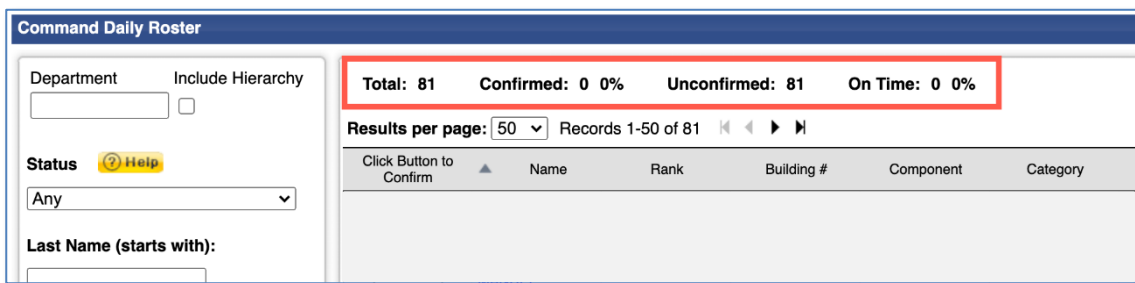 Command Daily Roster
Department Include Hierarchy
Status ? Help
Any
Last Name (starts with):
Total: 81 Confirmed: 0 0% Unconfirmed: 81 On Time: 0 0%
Results per page: 50 Records 1-50 of 81
Click Button to
Confirm Name Rank Building # Component Category